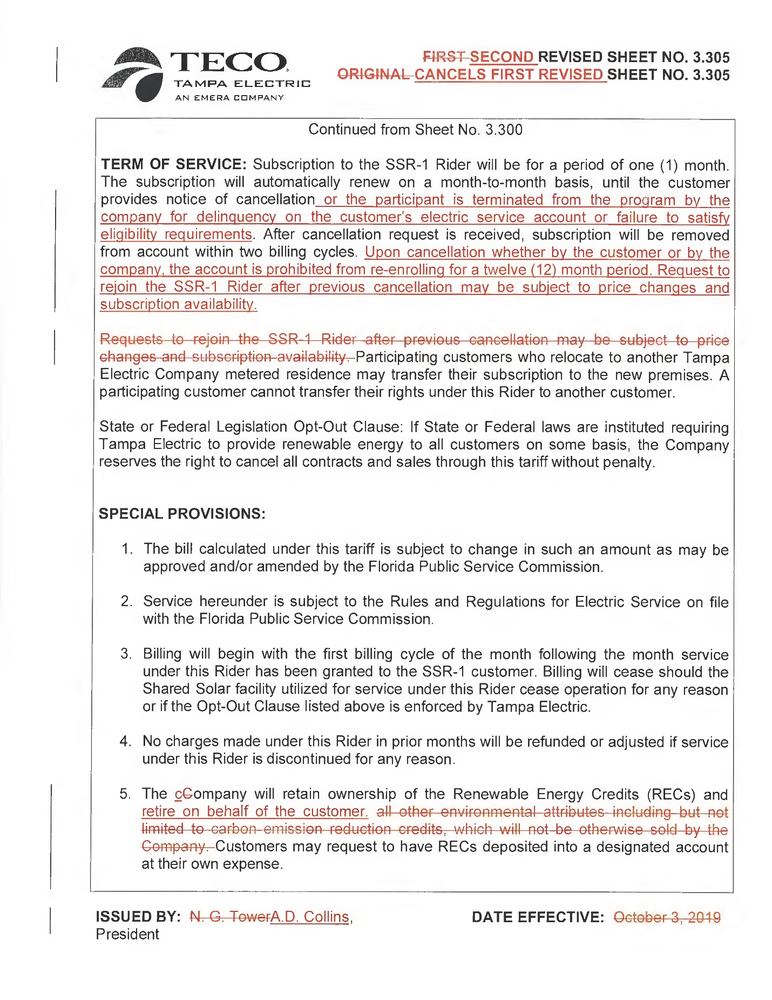 TECO.
TAMPA ELECTRIC
AN EMERA COMPANY
FIRST SECOND REVISED SHEET NO. 3.305
ORIGINAL CANCELS FIRST REVISED SHEET NO. 3.305
Continued from Sheet No. 3.300
TERM OF SERVICE: Subscription to the SSR-1 Rider will be for a period of one (1) month.
The subscription will automatically renew on a month-to-month basis, until the customer
provides notice of cancellation or the participant is terminated from the program by the
company for delinquency on the customer's electric service account or failure to satisfy
eligibility requirements. After cancellation request is received, subscription will be removed
from account within two billing cycles. Upon cancellation whether by the customer or by the
company, the account is prohibited from re-enrolling for a twelve (12) month period. Request to
rejoin the SSR-1 Rider after previous cancellation may be subject to price changes and
subscription availability.
Requests to rejoin the SSR-1 Rider after previous cancellation may be subject to price
changes and subscription availability. Participating customers who relocate to another Tampa
Electric Company metered residence may transfer their subscription to the new premises. A
participating customer cannot transfer their rights under this Rider to another customer.
State or Federal Legislation Opt-Out Clause: If State or Federal laws are instituted requiring
Tampa Electric to provide renewable energy to all customers on some basis, the Company
reserves the right to cancel all contracts and sales through this tariff without penalty.
SPECIAL PROVISIONS:
1. The bill calculated under this tariff is subject to change in such an amount as may be
approved and/or amended by the Florida Public Service Commission.
2. Service hereunder is subject to the Rules and Regulations for Electric Service on file
with the Florida Public Service Commission.
3. Billing will begin with the first billing cycle of the month following the month service
under this Rider has been granted to the SSR-1 customer. Billing will cease should the
Shared Solar facility utilized for service under this Rider cease operation for any reason
or if the Opt-Out Clause listed above is enforced by Tampa Electric.
4. No charges made under this Rider in prior months will be refunded or adjusted if service
under this Rider is discontinued for any reason.
5. The cCompany will retain ownership of the Renewable Energy Credits (RECs) and
retire on behalf of the customer. all other environmental attributes including but not
limited to carbon emission reduction credits, which will not be otherwise sold by the
Company. Customers may request to have RECs deposited into a designated account
at their own expense.
ISSUED BY: N. G. TowerA.D. Collins,
President
DATE EFFECTIVE: October 3, 2019